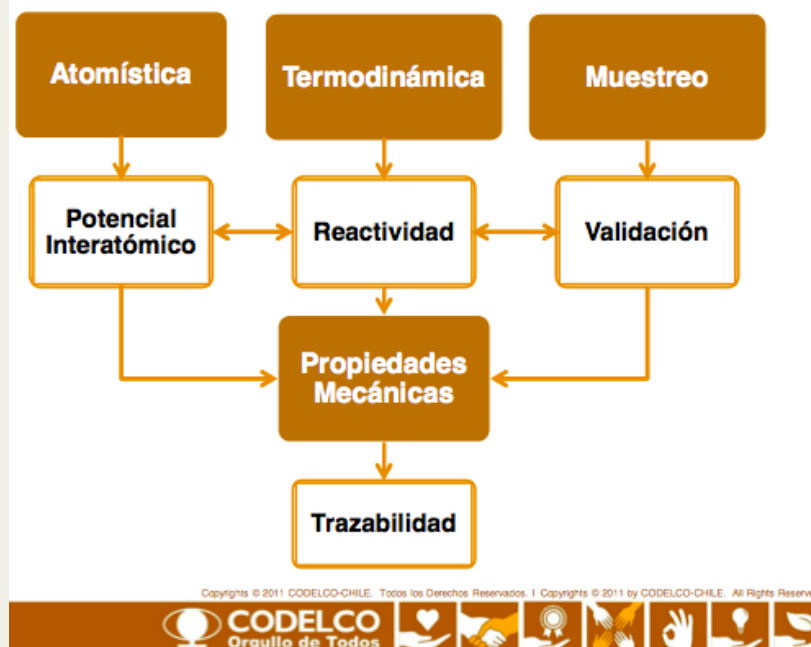 Atomística
Termodinámica
Muestreo
Potencial
Interatómico
Reactividad
Validación
Propiedades
Mecánicas
Trazabilidad
Copyrights © 2011 CODELCO-CHILE. Todos los Derechos Reservados. | Copyrights © 2011 by CODELCO-CHILE. All Rights Reserve
CODELCO
Orgullo de Todos